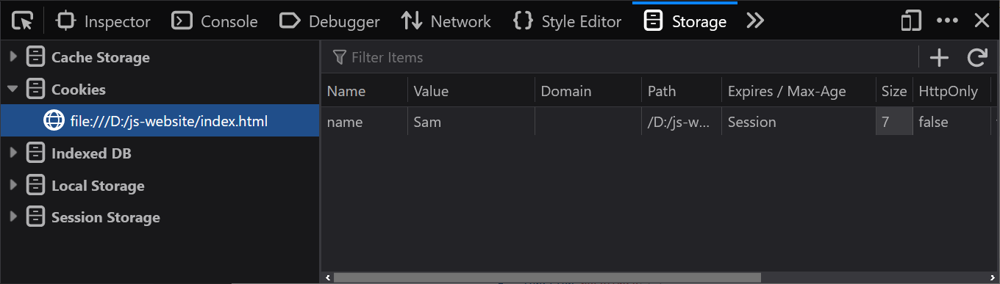 Inspector Console Debugger Network Style Editor Storage
Cache Storage
Cookies
file:///D:/js-website/index.html
Indexed DB
Local Storage
Session Storage
Filter Items
Name Value Domain Path Expires / Max-Age Size HttpOnly
name Sam /D:/js-w... Session 7 false